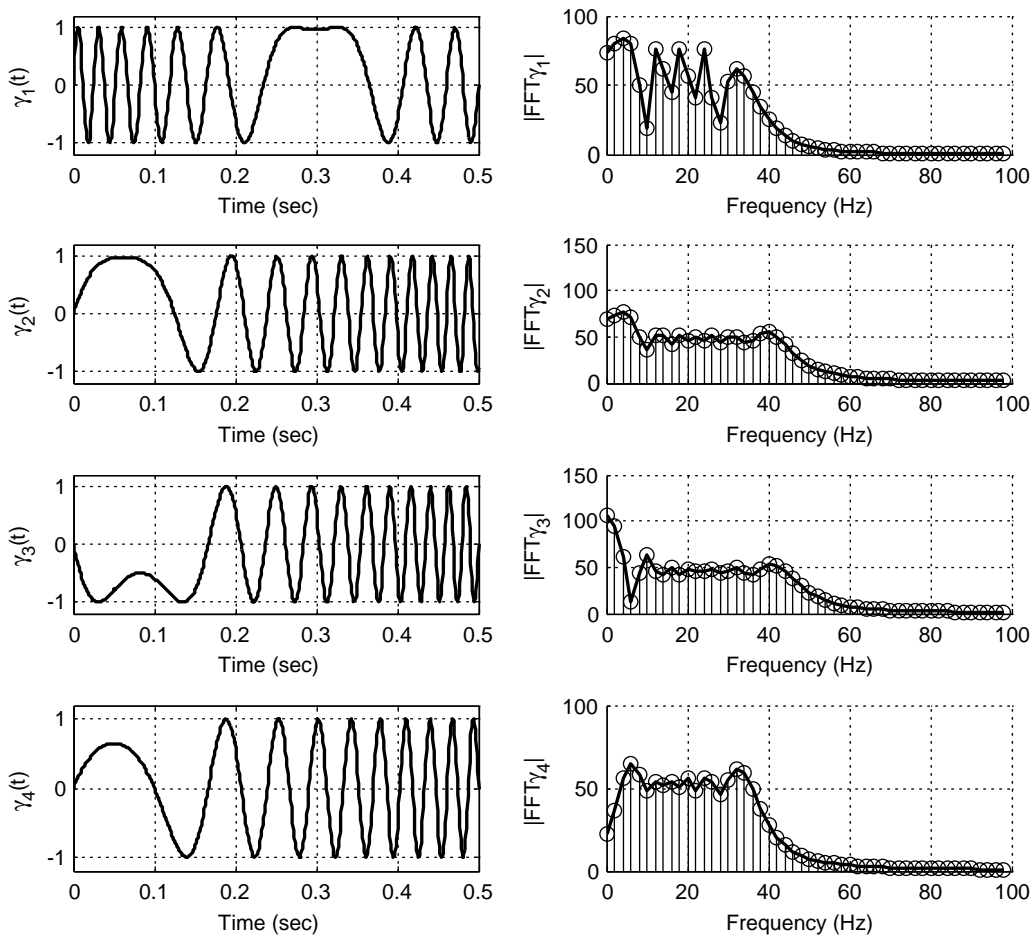 1
0
-1
γ1(t)
0 0.1 0.2 0.3 0.4 0.5
Time (sec)
100
50
0
|FFTγ1|
0 20 40 60 80 100
Frequency (Hz)
1
0
-1
γ2(t)
0 0.1 0.2 0.3 0.4 0.5
Time (sec)
150
100
50
0
|FFTγ2|
0 20 40 60 80 100
Frequency (Hz)
1
0
-1
γ3(t)
0 0.1 0.2 0.3 0.4 0.5
Time (sec)
150
100
50
0
|FFTγ3|
0 20 40 60 80 100
Frequency (Hz)
1
0
-1
γ4(t)
0 0.1 0.2 0.3 0.4 0.5
Time (sec)
100
50
0
|FFTγ4|
0 20 40 60 80 100
Frequency (Hz)